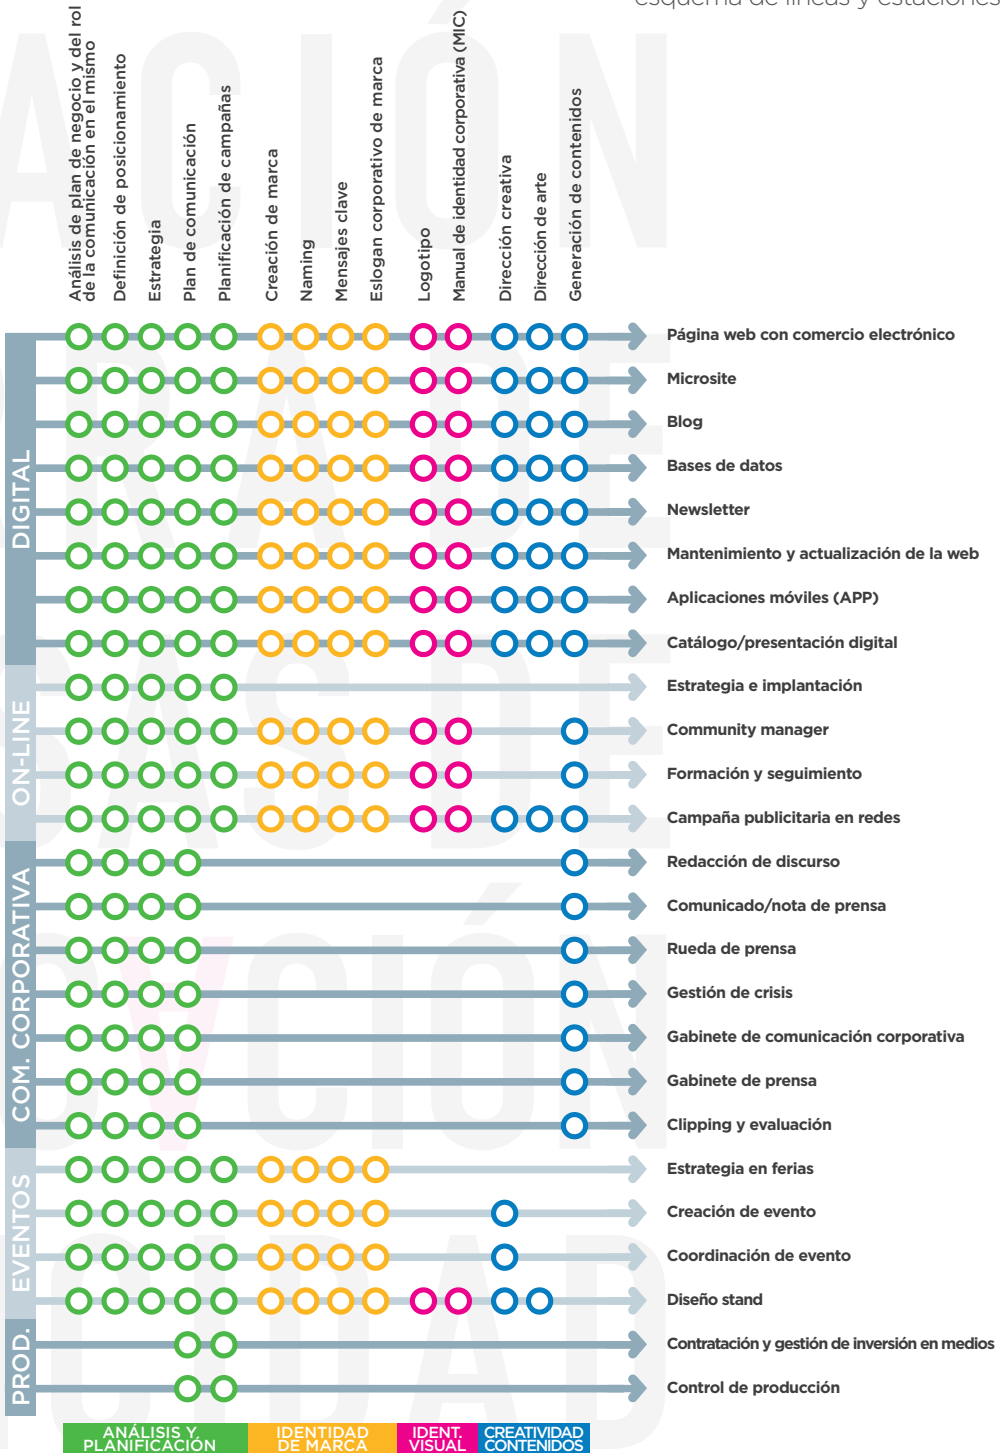 esquema de líneas y estaciones
Análisis de plan de negocio y del rol
de la comunicación en el mismo
Definición de posicionamiento
Estrategia
Plan de comunicación
Planificación de campañas
Creación de marca
Naming
Mensajes clave
Eslogan corporativo de marca
Logotipo
Manual de identidad corporativa (MIC)
Dirección creativa
Dirección de arte
Generación de contenidos
DIGITAL
Página web con comercio electrónico
Microsite
Blog
Bases de datos
Newsletter
Mantenimiento y actualización de la web
Aplicaciones móviles (APP)
Catálogo/presentación digital
ON-LINE
Estrategia e implantación
Community manager
Formación y seguimiento
Campaña publicitaria en redes
COM. CORPORATIVA
Redacción de discurso
Comunicado/nota de prensa
Rueda de prensa
Gestión de crisis
Gabinete de comunicación corporativa
Gabinete de prensa
Clipping y evaluación
EVENTOS
Estrategia en ferias
Creación de evento
Coordinación de evento
Diseño stand
PROD.
Contratación y gestión de inversión en medios
Control de producción
ANÁLISIS Y
PLANIFICACIÓN
IDENTIDAD
DE MARCA
IDENT.
VISUAL
CREATIVIDAD
CONTENIDOS